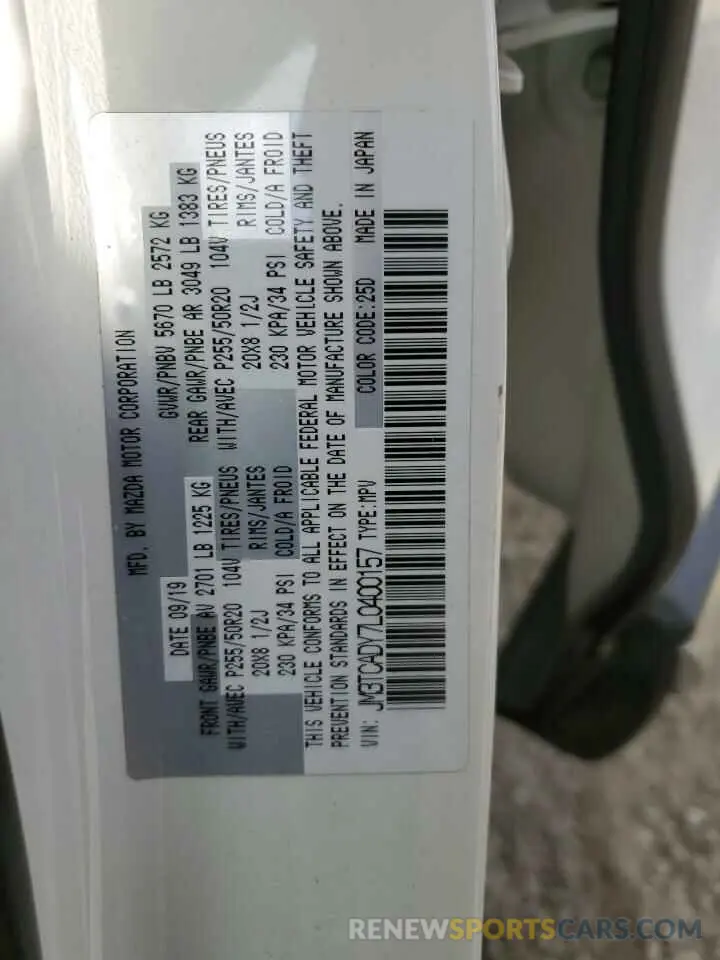 MFD. BY MAZDA MOTOR CORPORATION
DATE 09/19 GVWR/PNBV 5670 LB 2572 KG
FRONT GAWR/PNBE AV 2701 LB 1225 KG REAR GAWR/PNBE AR 3049 LB 1383 KG
WITH/AVEC P255/50R20 104V TIRES/PNEUS WITH/AVEC P255/50R20 104V TIRES/PNEUS
20X8 1/2J RIMS/JANTES 20X8 1/2J RIMS/JANTES
230 KPA/34 PSI COLD/A FROID 230 KPA/34 PSI COLD/A FROID
THIS VEHICLE CONFORMS TO ALL APPLICABLE FEDERAL MOTOR VEHICLE SAFETY AND THEFT
PREVENTION STANDARDS IN EFFECT ON THE DATE OF MANUFACTURE SHOWN ABOVE.
VIN: JM3TCADY7L0400157 TYPE:MPV COLOR CODE:25D MADE IN JAPAN
RENEWSPORTSCARS.COM